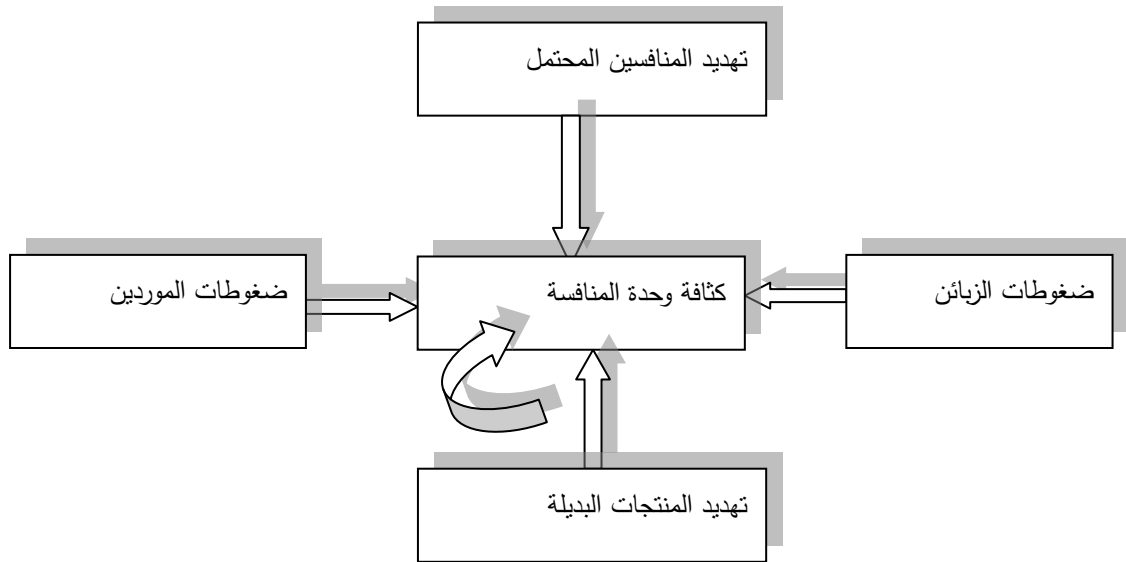 تهديد المنافسين المحتمل
ضغوطات الزبائن
كثافة وحدة المنافسة
ضغوطات الموردين
تهديد المنتجات البديلة